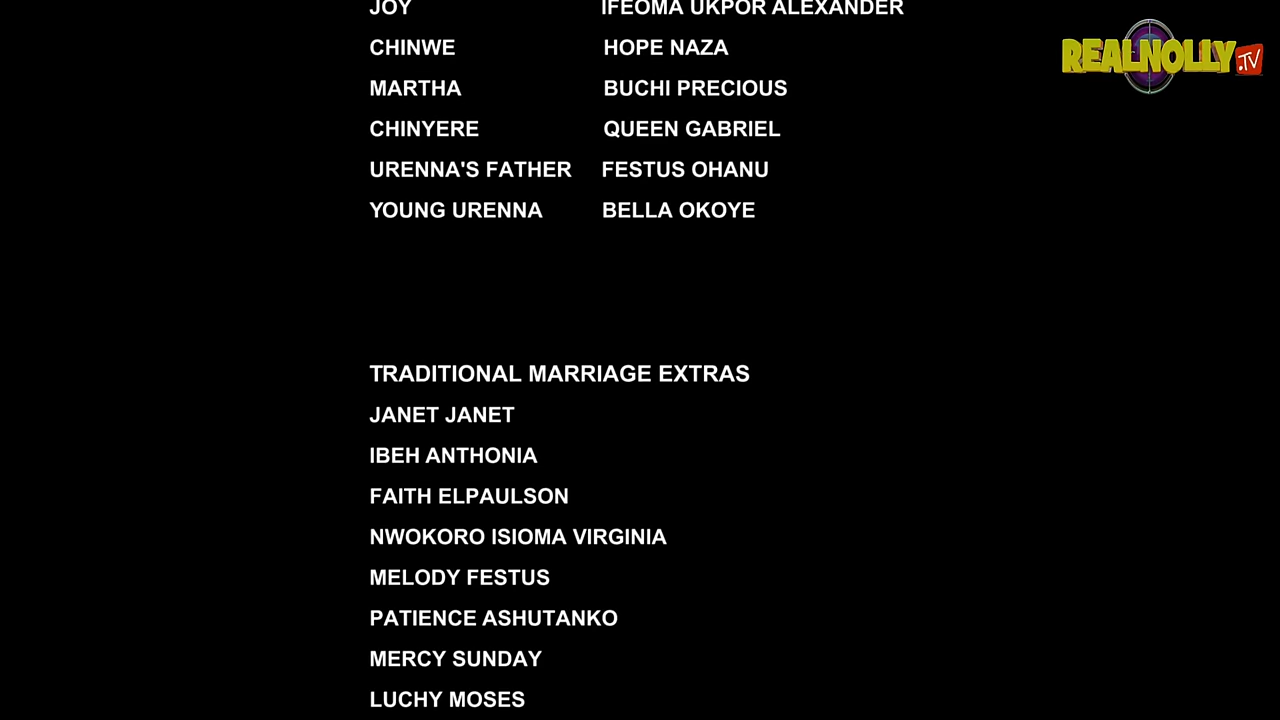 JOY IFEOMA UKPOR ALEXANDER
REALNOLLY.TV
CHINWE HOPE NAZA
MARTHA BUCHI PRECIOUS
CHINYERE QUEEN GABRIEL
URENNA'S FATHER FESTUS OHANU
YOUNG URENNA BELLA OKOYE
TRADITIONAL MARRIAGE EXTRAS
JANET JANET
IBEH ANTHONIA
FAITH ELPAULSON
NWOKORO ISIOMA VIRGINIA
MELODY FESTUS
PATIENCE ASHUTANKO
MERCY SUNDAY
LUCHY MOSES